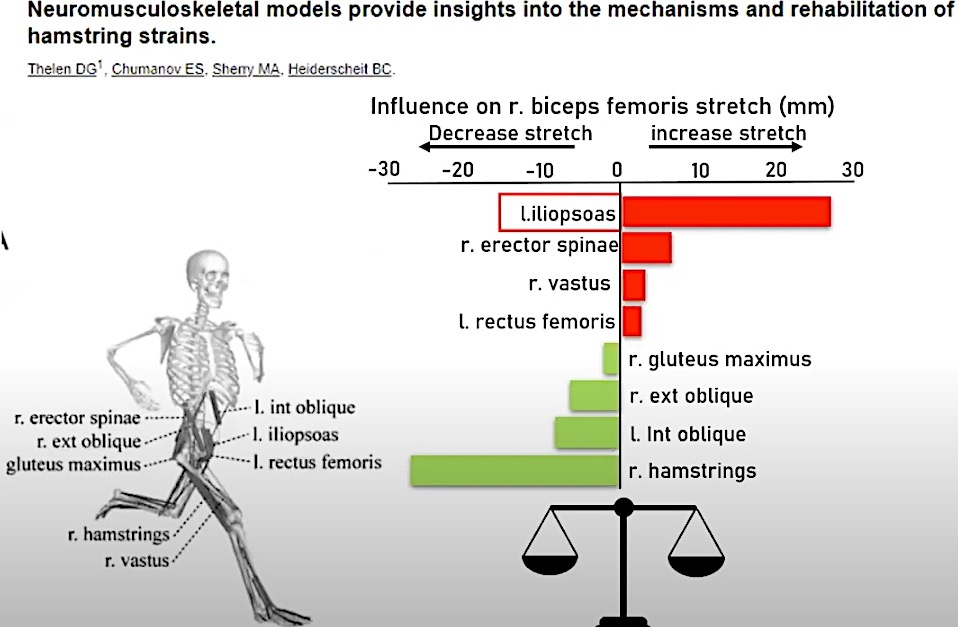 Neuromusculoskeletal models provide insights into the mechanisms and rehabilitation of
hamstring strains.
Thelen DG1, Chumanov ES, Sherry MA, Heiderscheit BC.
Influence on r. biceps femoris stretch (mm)
Decrease stretch increase stretch
-30 -20 -10 0 10 20 30
l.iliopsoas
r. erector spinae
r. vastus
l. rectus femoris
r. gluteus maximus
r. ext oblique
l. Int oblique
r. hamstrings
r. erector spinae
r. ext oblique
gluteus maximus
l. int oblique
l. iliopsoas
l. rectus femoris
r. hamstrings
r. vastus